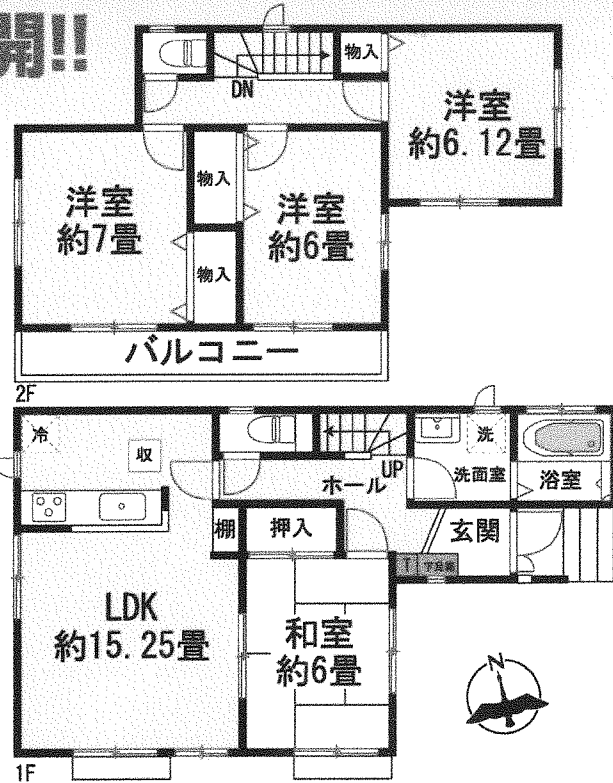 開!!
物入
DN
洋室
約6.12畳
洋室
約7畳
物入
洋室
約6畳
物入
バルコニー
2F
冷
収
UP
ホール
洗
洗面室
浴室
棚
押入
玄関
T
下足箱
LDK
約15.25畳
和室
約6畳
N
1F